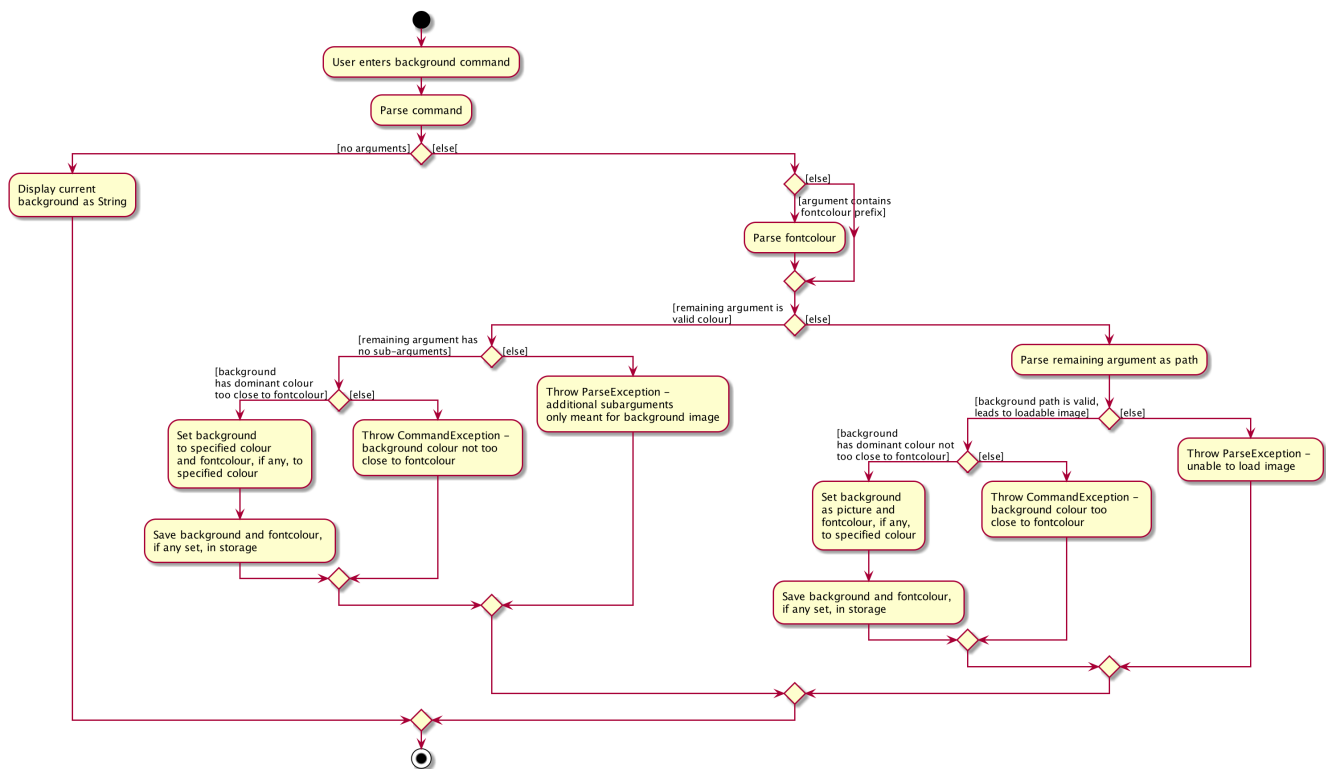 User enters background command
Parse command
[no arguments]
[else[
Display current
background as String
[else]
[argument contains
fontcolour prefix]
Parse fontcolour
[remaining argument is
valid colour]
[else]
[remaining argument has
no sub-arguments]
[else]
[background
has dominant colour
too close to fontcolour]
[else]
Set background
to specified colour
and fontcolour, if any, to
specified colour
Throw CommandException –
background colour not too
close to fontcolour
Throw ParseException –
additional subarguments
only meant for background image
Save background and fontcolour,
if any set, in storage
Parse remaining argument as path
[background path is valid,
leads to loadable image]
[else]
[background
has dominant colour not
too close to fontcolour]
[else]
Throw ParseException –
unable to load image
Set background
as picture and
fontcolour, if any,
to specified colour
Throw CommandException –
background colour too
close to fontcolour
Save background and fontcolour,
if any set, in storage